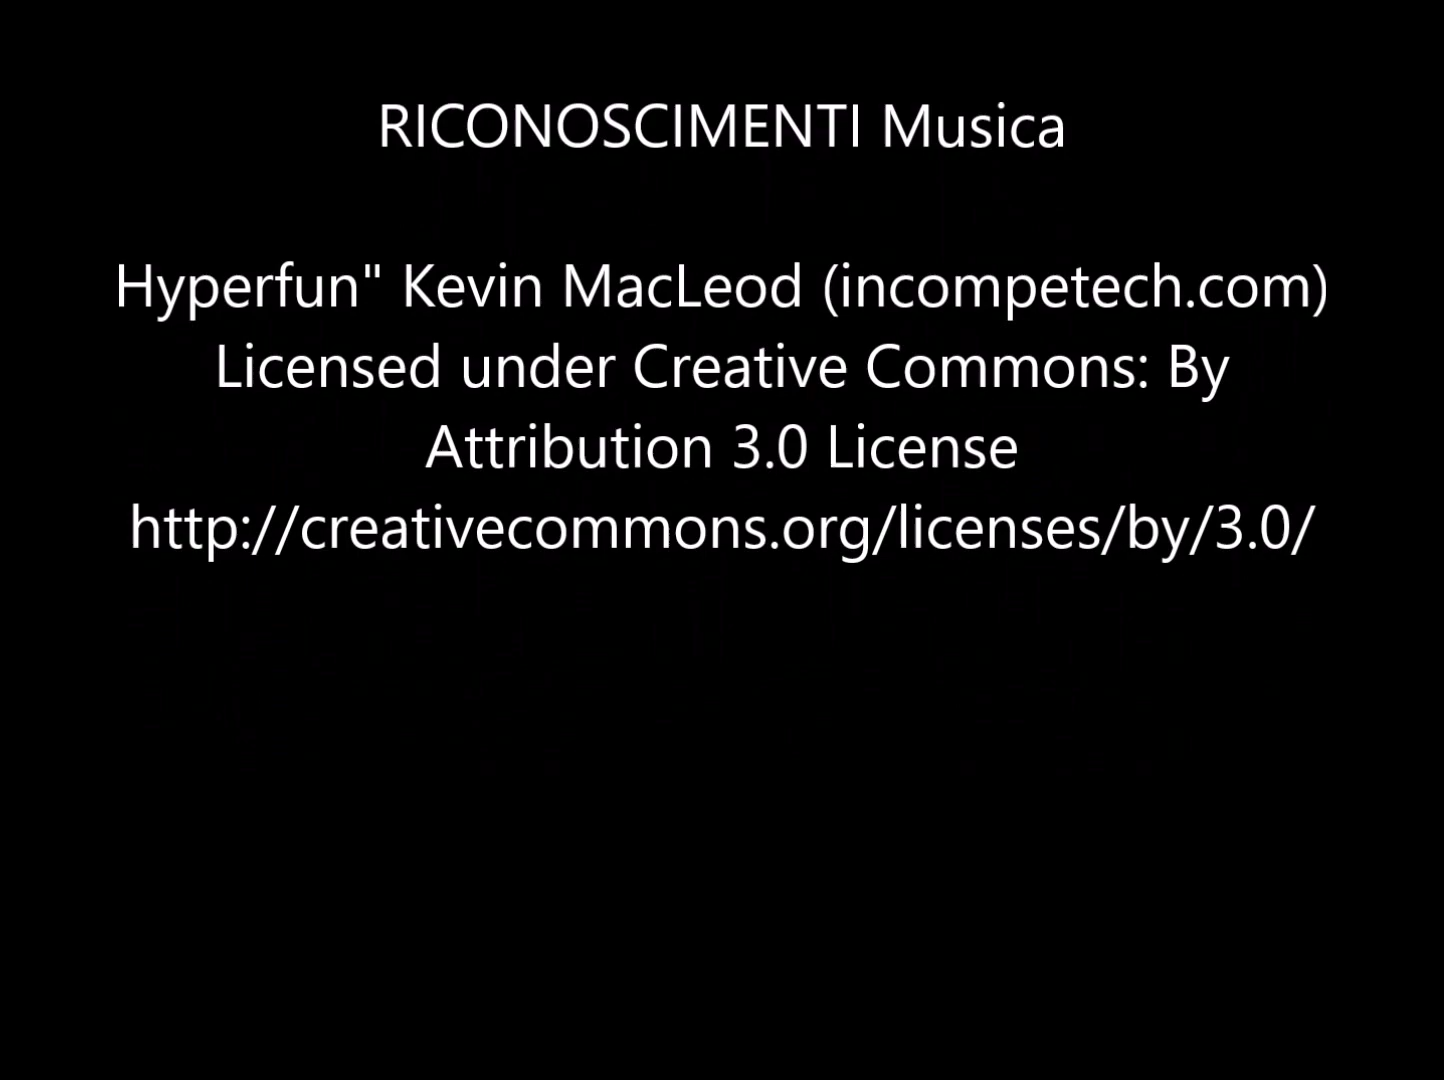 RICONOSCIMENTI Musica
Hyperfun" Kevin MacLeod (incompetech.com)
Licensed under Creative Commons: By
Attribution 3.0 License
http://creativecommons.org/licenses/by/3.0/